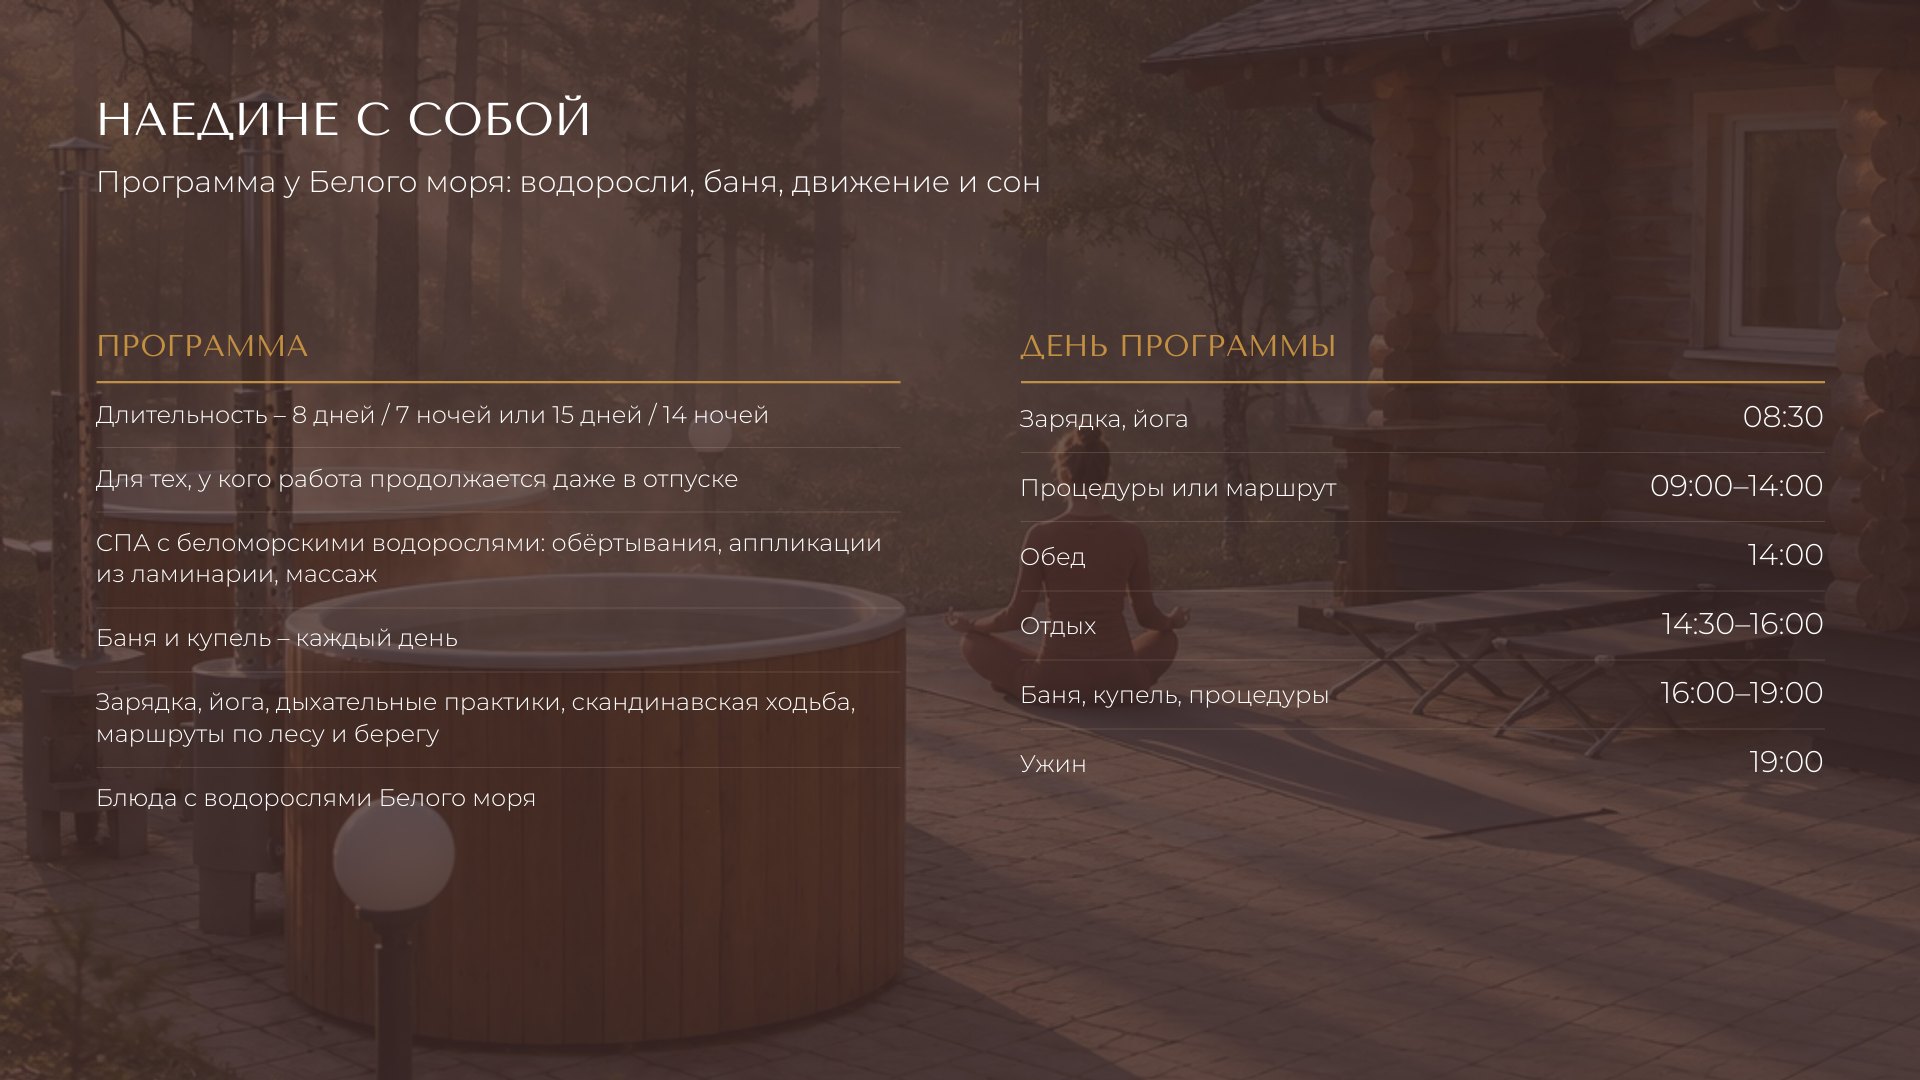 НАЕДИНЕ С СОБОЙ
Программа у Белого моря: водоросли, баня, движение и сон
ПРОГРАММА
Длительность – 8 дней / 7 ночей или 15 дней / 14 ночей
Для тех, у кого работа продолжается даже в отпуске
СПА с беломорскими водорослями: обёртывания, аппликации
из ламинарии, массаж
Баня и купель – каждый день
Зарядка, йога, дыхательные практики, скандинавская ходьба,
маршруты по лесу и берегу
Блюда с водорослями Белого моря
ДЕНЬ ПРОГРАММЫ
Зарядка, йога 08:30
Процедуры или маршрут 09:00–14:00
Обед 14:00
Отдых 14:30–16:00
Баня, купель, процедуры 16:00–19:00
Ужин 19:00